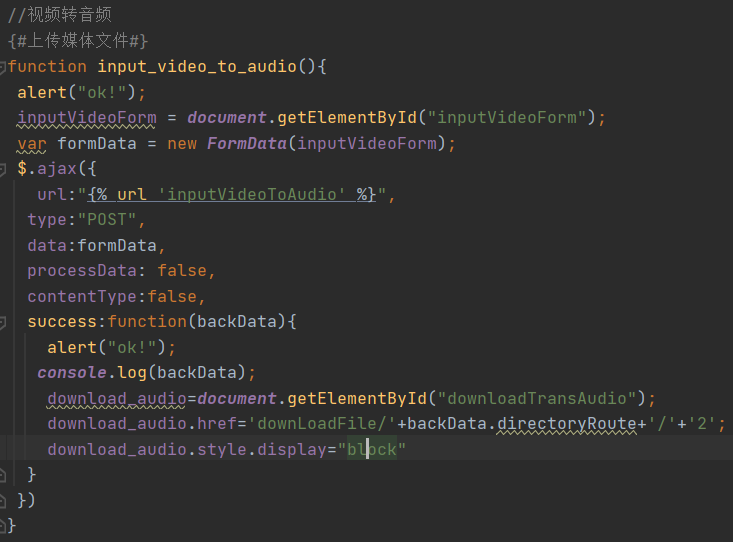 //视频转音频
{#上传媒体文件#}
function input_video_to_audio(){
alert("ok!");
inputVideoForm = document.getElementById("inputVideoForm");
var formData = new FormData(inputVideoForm);
$.ajax({
url:"{% url 'inputVideoToAudio' %}",
type:"POST",
data:formData,
processData: false,
contentType:false,
success:function(backData){
alert("ok!");
console.log(backData);
download_audio=document.getElementById("downloadTransAudio");
download_audio.href='downLoadFile/'+backData.directoryRoute+'/'+'2';
download_audio.style.display="block"
}
})
}